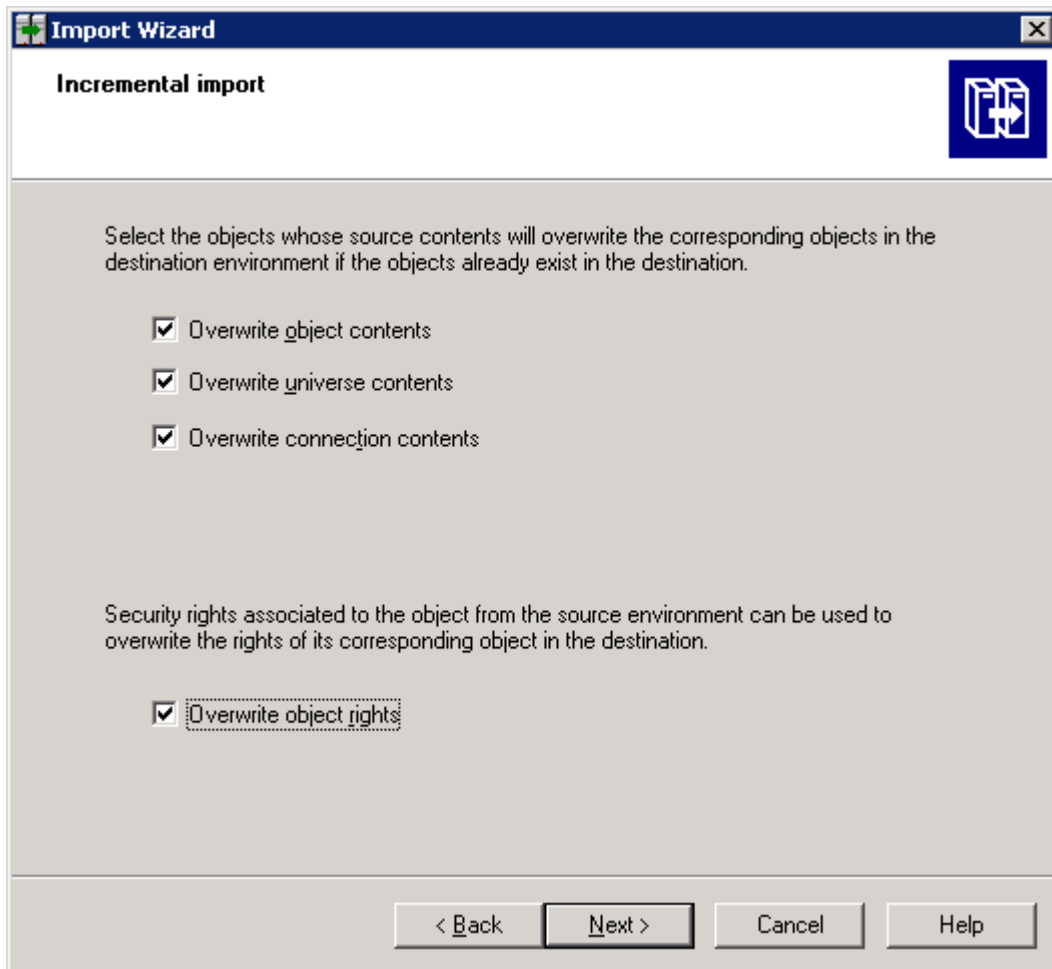 Import Wizard
Incremental import
Select the objects whose source contents will overwrite the corresponding objects in the
destination environment if the objects already exist in the destination.
Overwrite object contents
Overwrite universe contents
Overwrite connection contents
Security rights associated to the object from the source environment can be used to
overwrite the rights of its corresponding object in the destination.
Overwrite object rights
< Back Next > Cancel Help